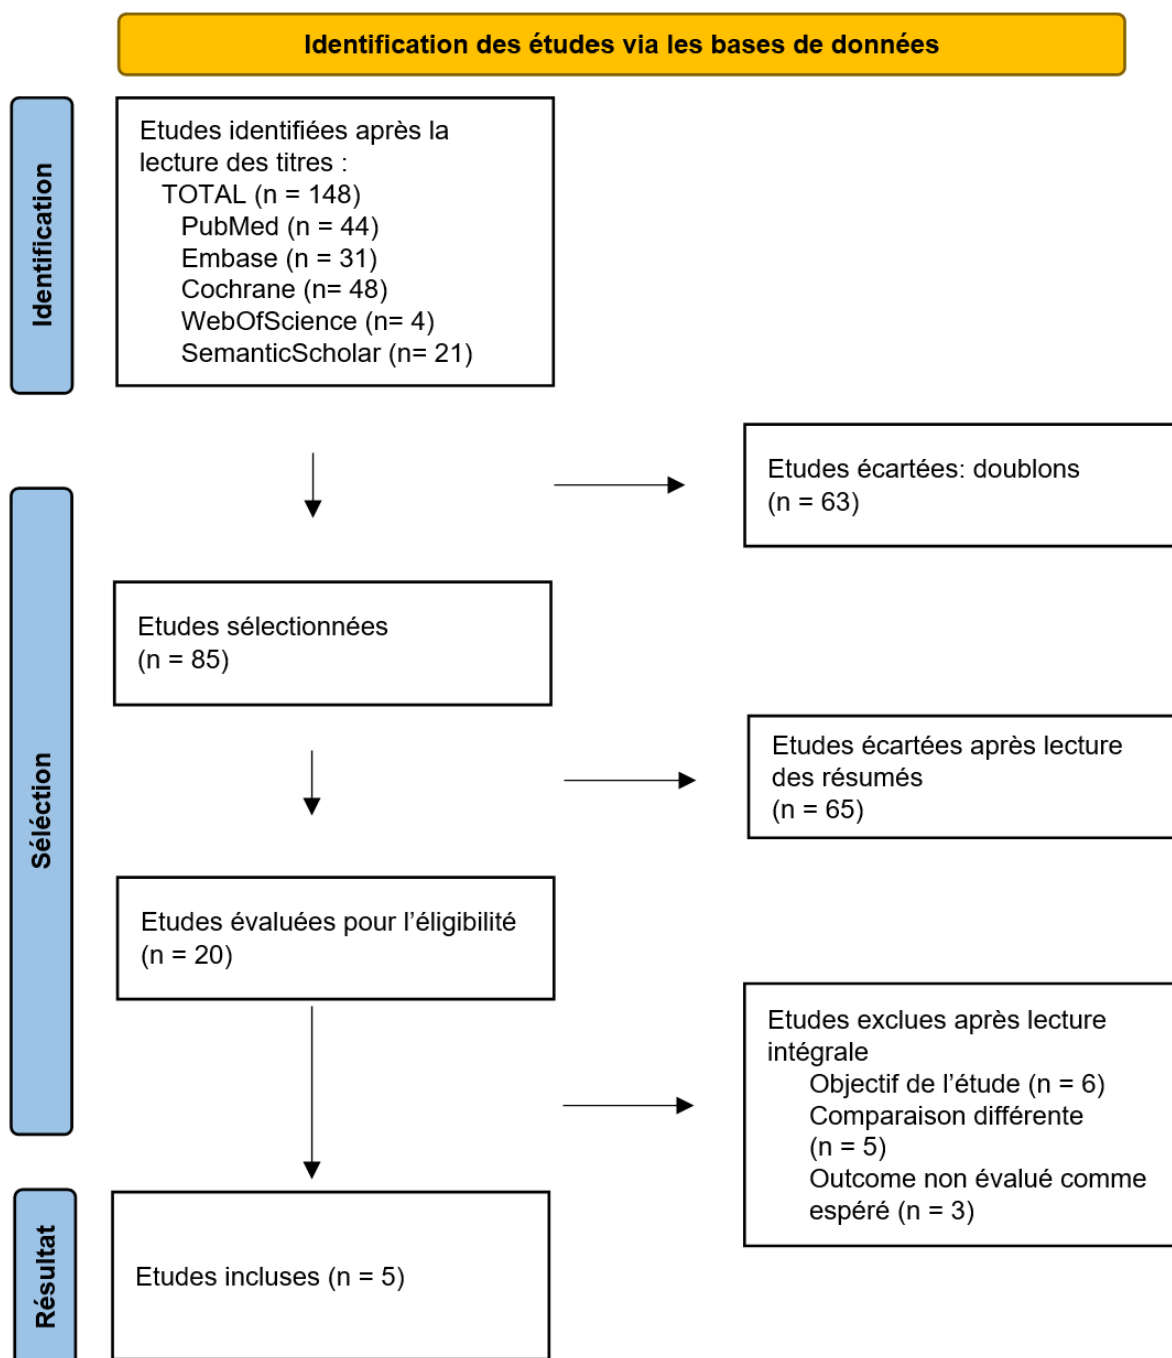 Identification des études via les bases de données
Identification
Etudes identifiées après la
lecture des titres :
TOTAL (n = 148)
PubMed (n = 44)
Embase (n = 31)
Cochrane (n= 48)
WebOfScience (n= 4)
SemanticScholar (n= 21)
Etudes écartées: doublons
(n = 63)
Séléction
Etudes sélectionnées
(n = 85)
Etudes écartées après lecture
des résumés
(n = 65)
Etudes évaluées pour l’éligibilité
(n = 20)
Etudes exclues après lecture
intégrale
Objectif de l’étude (n = 6)
Comparaison différente
(n = 5)
Outcome non évalué comme
espéré (n = 3)
Résultat
Etudes incluses (n = 5)